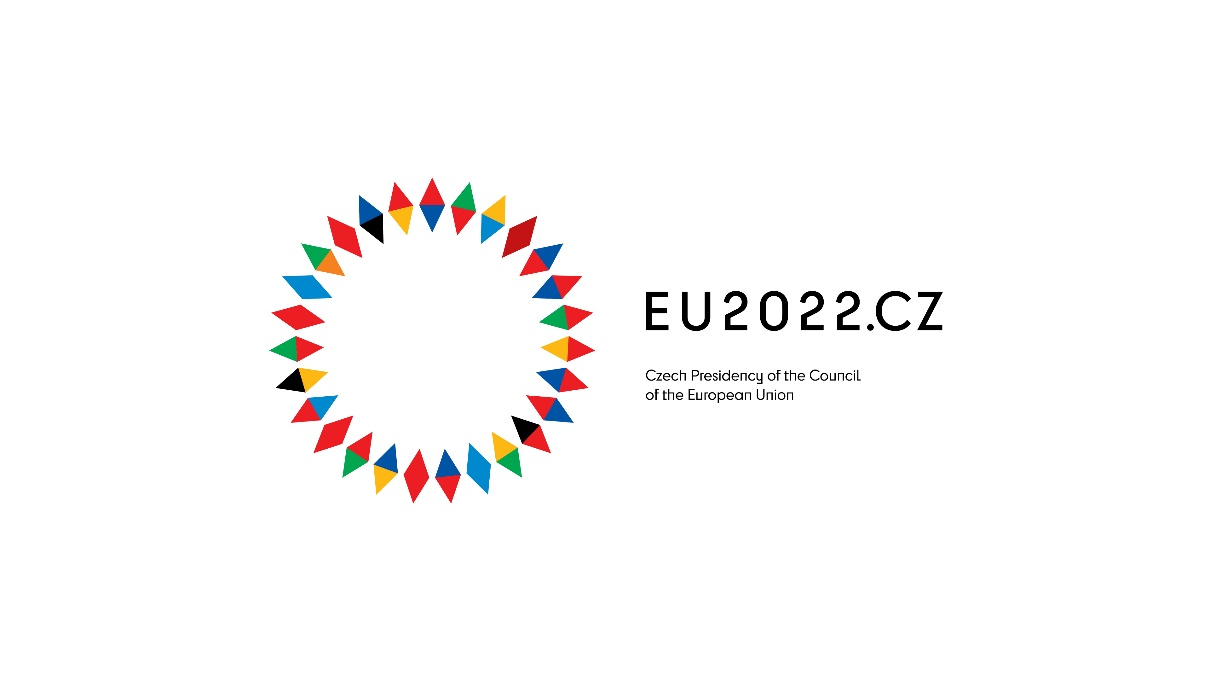 EU2022.CZ
Czech Presidency of the Council
of the European Union